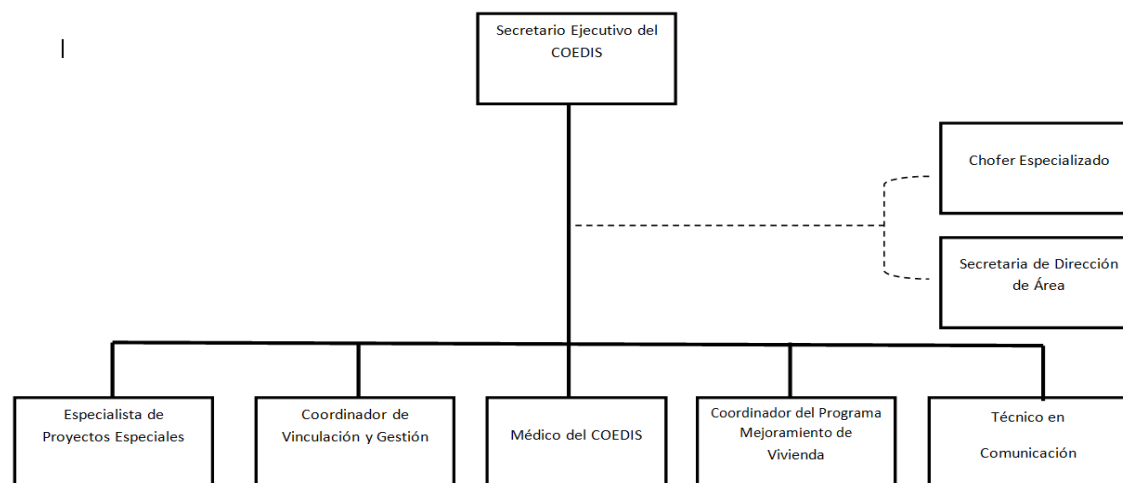 Secretario Ejecutivo del
COEDIS
Chofer Especializado
Secretaria de Dirección
de Área
Especialista de
Proyectos Especiales
Coordinador de
Vinculación y Gestión
Médico del COEDIS
Coordinador del Programa
Mejoramiento de
Vivienda
Técnico en
Comunicación